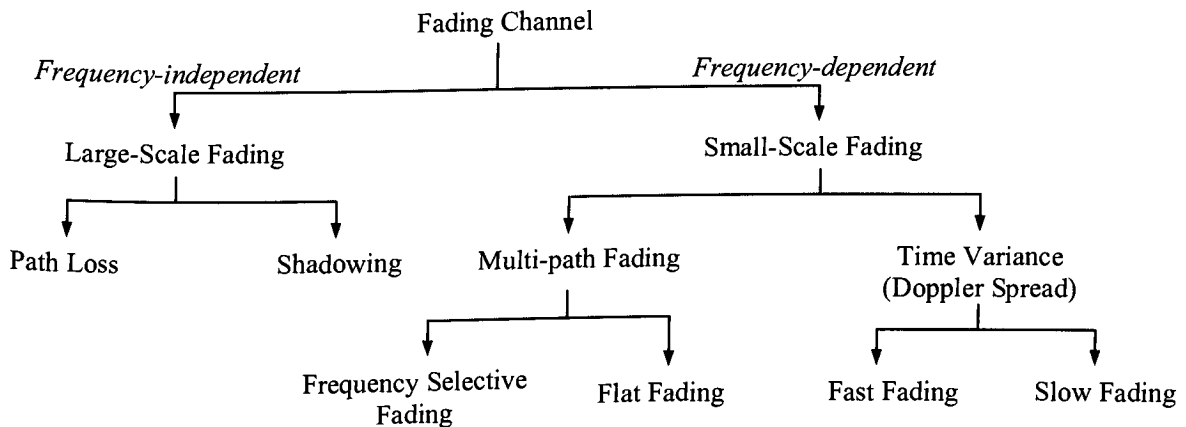 Fading Channel
Frequency-independent
Frequency-dependent
Large-Scale Fading
Small-Scale Fading
Path Loss
Shadowing
Multi-path Fading
Time Variance
(Doppler Spread)
Frequency Selective
Fading
Flat Fading
Fast Fading
Slow Fading